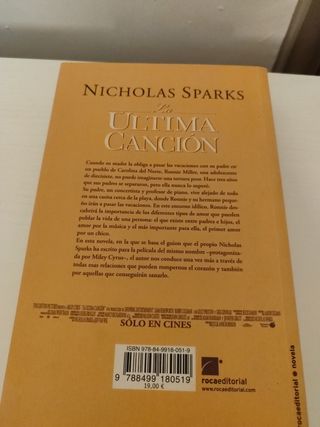 NICHOLAS SPARKS
La
ÚLTIMA
CANCIÓN
Cuando su madre la obliga a pasar las vacaciones con su padre en
un pueblo de Carolina del Norte, Ronnie Miller, una adolescente
de diecisiete, no puede imaginarse una tortura peor. Hace tres años
que sus padres se separaron, pero ella nunca lo superó.
Su padre, un concertista y profesor de piano, vive alejado de todo
en una casita cerca de la playa, donde Ronnie y su hermano peque-
ño irán a pasar las vacaciones. En este entorno idílico, Ronnie des-
cubrirá la importancia de los diferentes tipos de amor que pueden
poblar la vida de una persona: el que existe entre padres e hijos, el
amor por la música y el más importante para ella, el primer amor
por un chico.
En esta novela, en la que se basa el guion que el propio Nicholas
Sparks ha escrito para la película del mismo nombre –protagoniza-
da por Miley Cyrus–, el autor nos conduce una vez más a través de
todas esas relaciones que pueden rompernos el corazón y también
por aquellas que conseguirán sanarlo.
SÓLO EN CINES
ISBN 978-84-9918-051-9
9 788499 180519
19,00 €
rocaeditorial
www.rocaeditorial.com
rocaeditorial novela